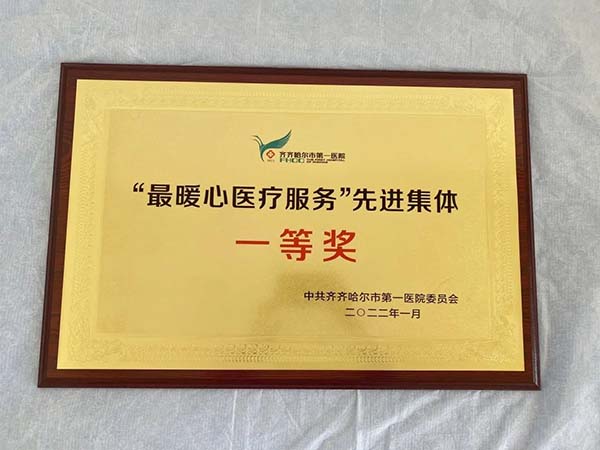 齐齐哈尔市第一医院
"最暖心医疗服务"先进集体
一等奖
中共齐齐哈尔市第一医院委员会
二〇二二年一月